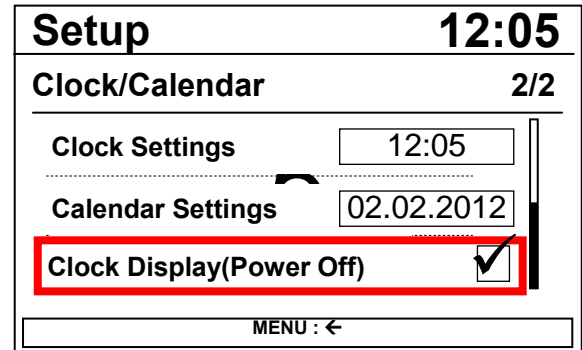 Setup 12:05
Clock/Calendar 2/2
Clock Settings 12:05
Calendar Settings 02.02.2012
Clock Display(Power Off) ✓
MENU : ←